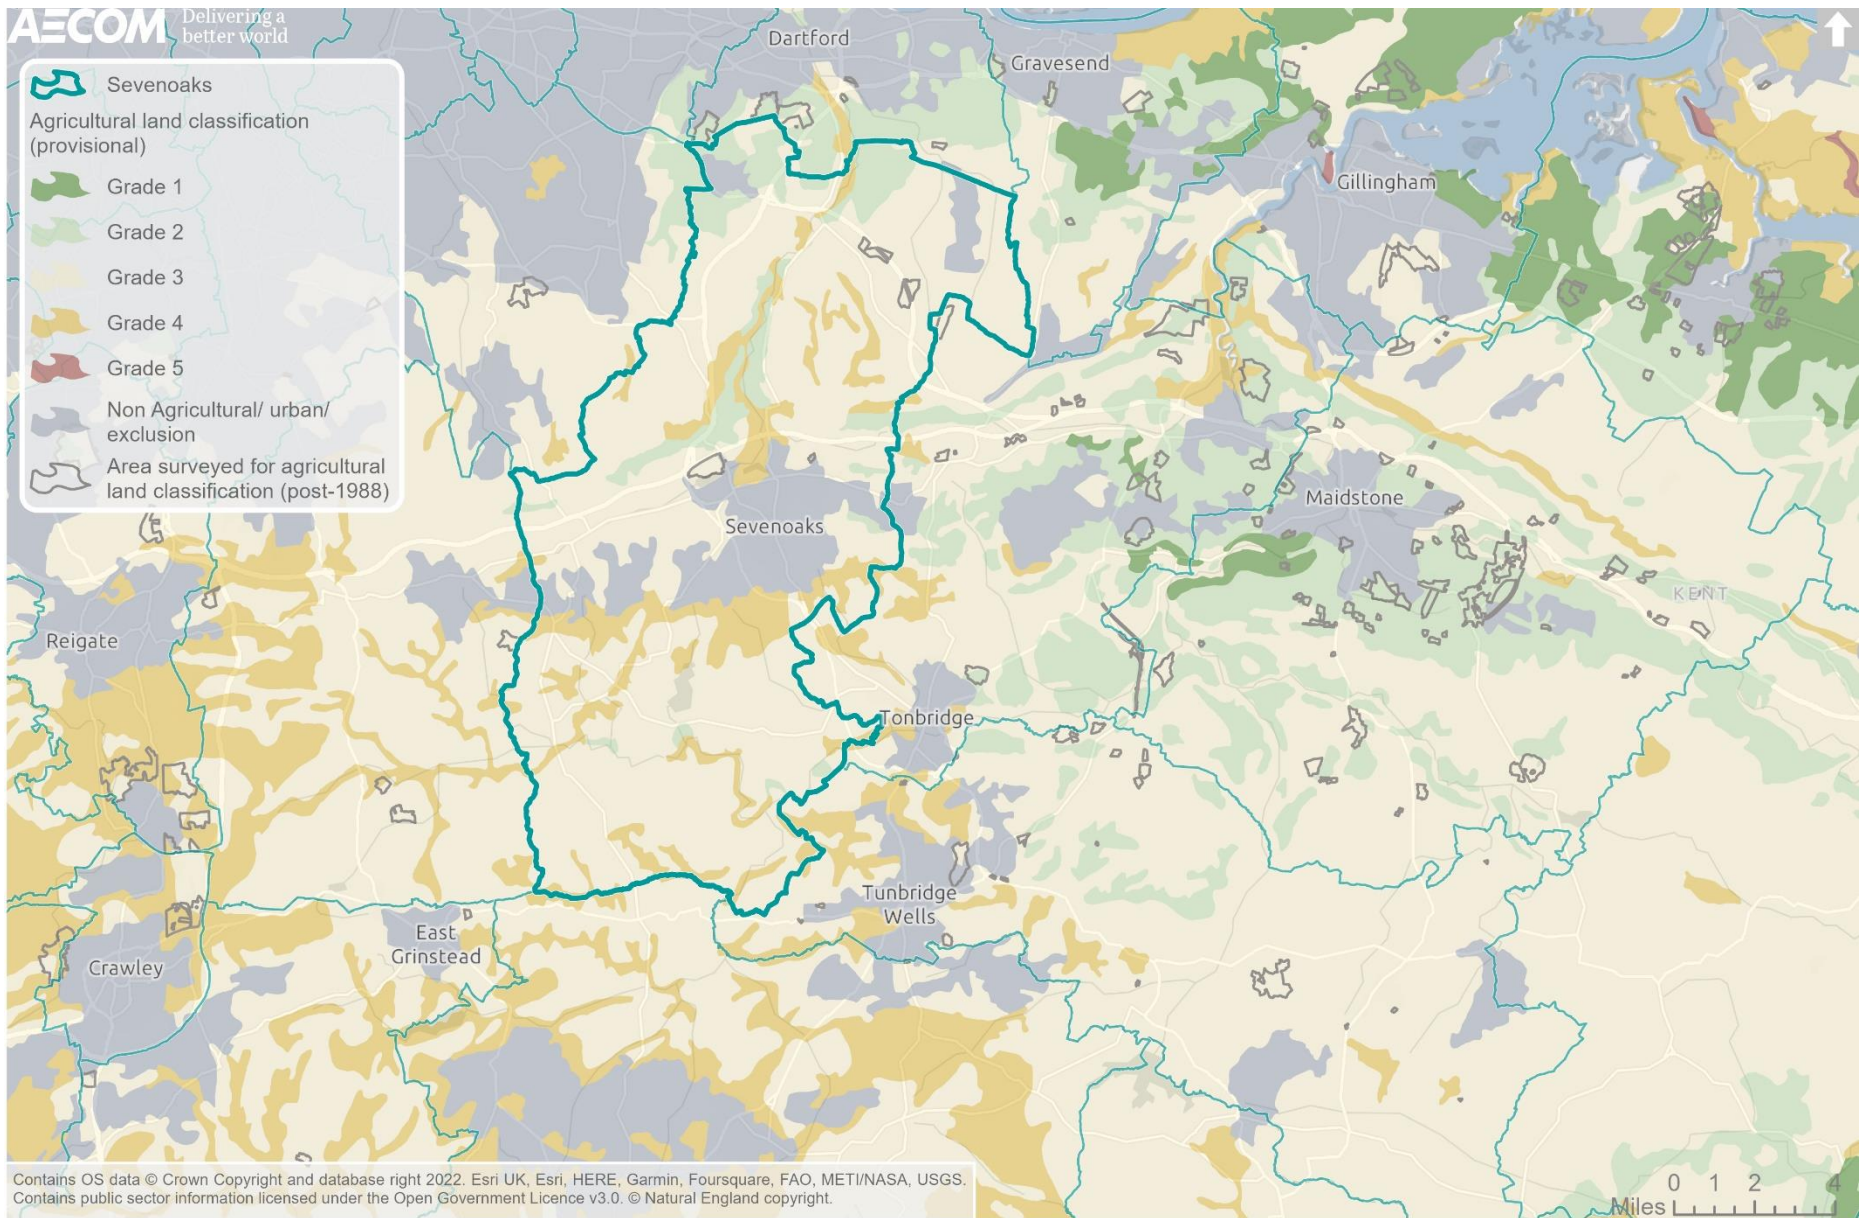 AECOM
Delivering a
better world
Sevenoaks
Agricultural land classification
(provisional)
Grade 1
Grade 2
Grade 3
Grade 4
Grade 5
Non Agricultural/ urban/
exclusion
Area surveyed for agricultural
land classification (post-1988)
Dartford
Gravesend
Gillingham
Maidstone
Sevenoaks
KENT
Reigate
Tonbridge
Tunbridge
Wells
East
Grinstead
Crawley
Contains OS data © Crown Copyright and database right 2022. Esri UK, Esri, HERE, Garmin, Foursquare, FAO, METI/NASA, USGS.
Contains public sector information licensed under the Open Government Licence v3.0. © Natural England copyright.
0 1 2 4
Miles